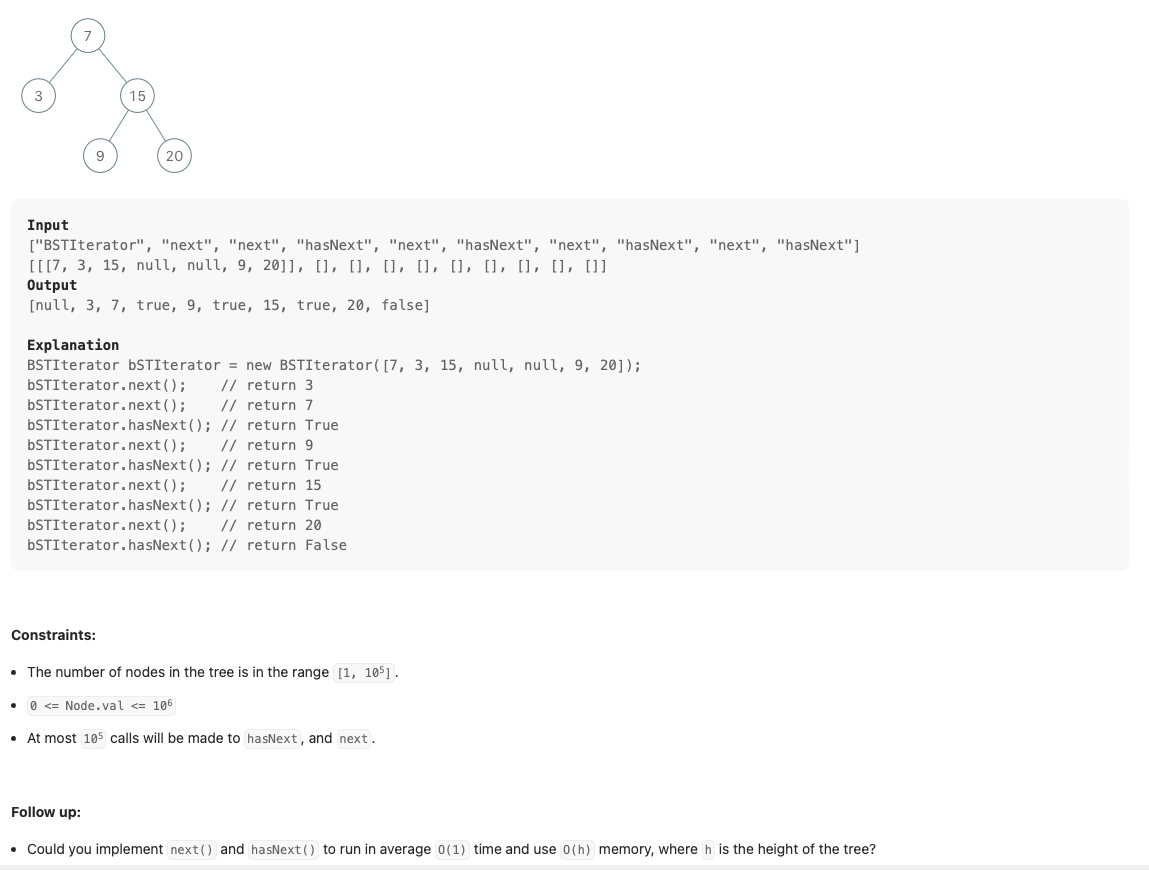 7
3
15
9
20
Input
["BSTIterator", "next", "next", "hasNext", "next", "hasNext", "next", "hasNext", "next", "hasNext"]
[[[7, 3, 15, null, null, 9, 20]], [], [], [], [], [], [], [], [], []]
Output
[null, 3, 7, true, 9, true, 15, true, 20, false]
Explanation
BSTIterator bSTIterator = new BSTIterator([7, 3, 15, null, null, 9, 20]);
bSTIterator.next();    // return 3
bSTIterator.next();    // return 7
bSTIterator.hasNext(); // return True
bSTIterator.next();    // return 9
bSTIterator.hasNext(); // return True
bSTIterator.next();    // return 15
bSTIterator.hasNext(); // return True
bSTIterator.next();    // return 20
bSTIterator.hasNext(); // return False
Constraints:
• The number of nodes in the tree is in the range [1, 10⁵].
• 0 <= Node.val <= 10⁶
• At most 10⁵ calls will be made to hasNext, and next.
Follow up:
• Could you implement next() and hasNext() to run in average O(1) time and use O(h) memory, where h is the height of the tree?